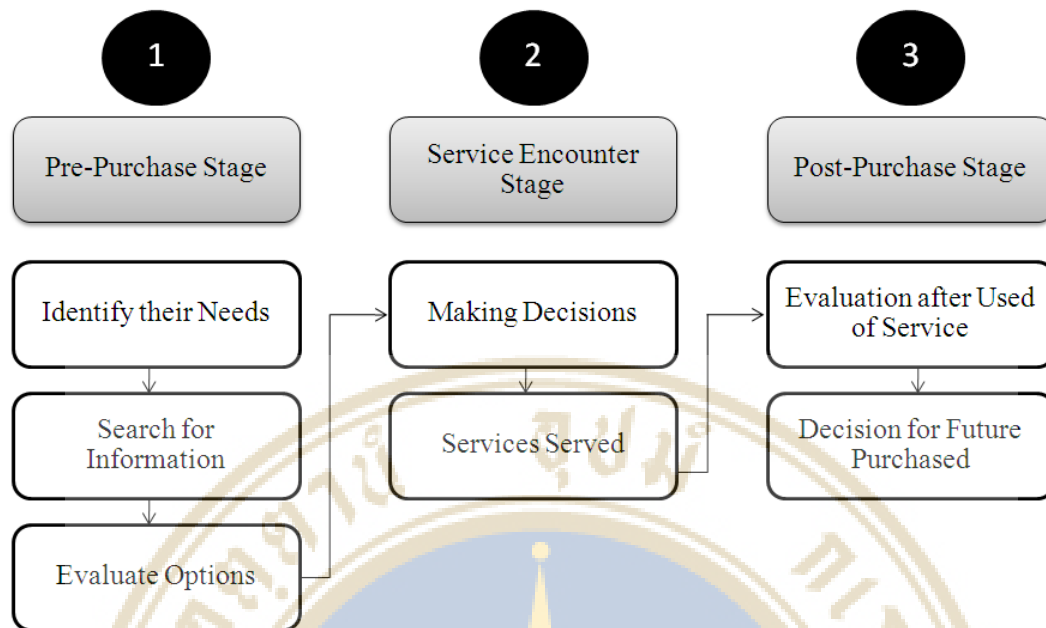 1
2
3
Pre-Purchase Stage
Service Encounter
Stage
Post-Purchase Stage
Identify their Needs
Making Decisions
Evaluation after Used
of Service
Search for
Information
Services Served
Decision for Future
Purchased
Evaluate Options